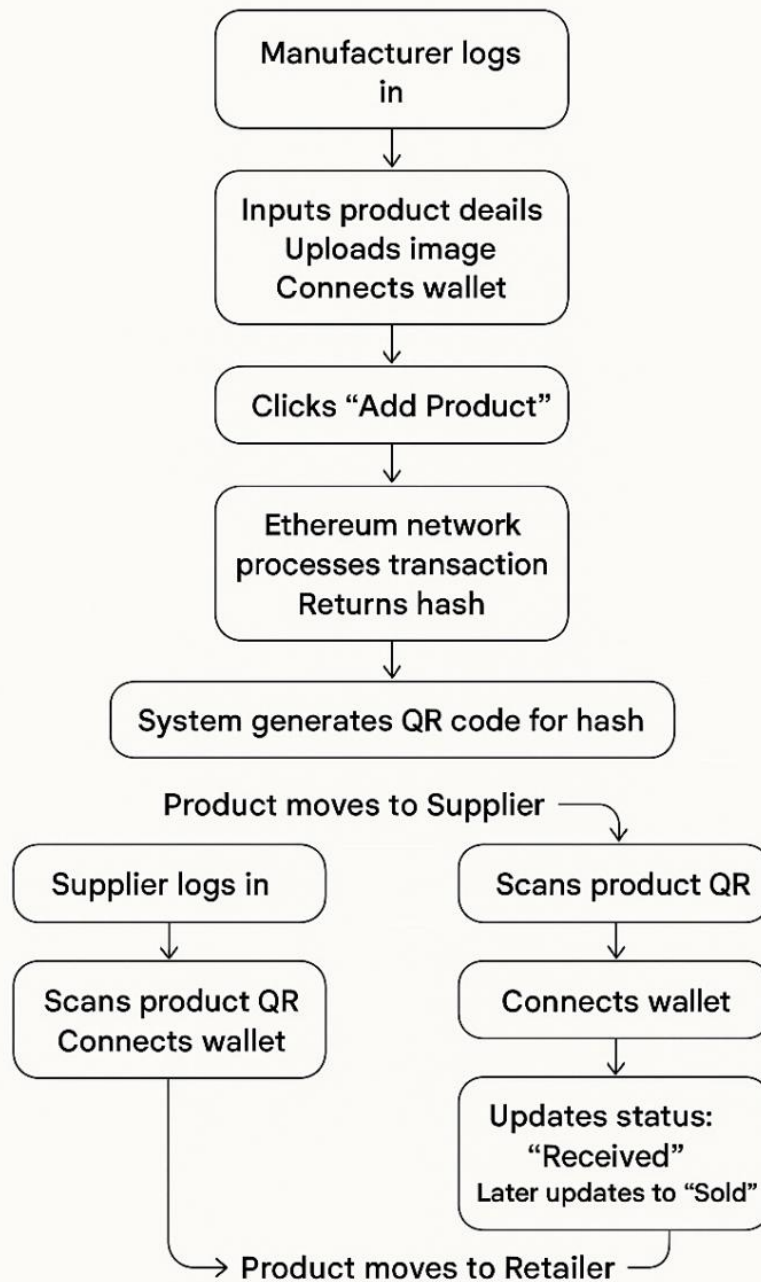 Manufacturer logs
in
Inputs product deails
Uploads image
Connects wallet
Clicks “Add Product”
Ethereum network
processes transaction
Returns hash
System generates QR code for hash
Product moves to Supplier
Supplier logs in
Scans product QR
Connects wallet
Scans product QR
Connects wallet
Updates status:
“Received”
Later updates to “Sold”
Product moves to Retailer